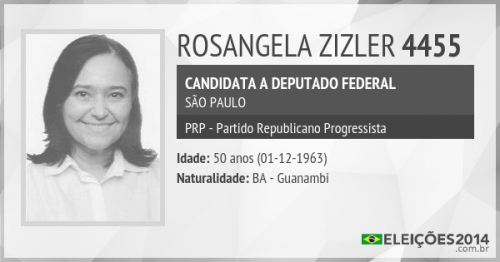 ROSANGELA ZIZLER 4455
CANDIDATA A DEPUTADO FEDERAL
SÃO PAULO
PRP - Partido Republicano Progressista
Idade: 50 anos (01-12-1963)
Naturalidade: BA - Guanambi
ELEIÇÕES2014
.com.br